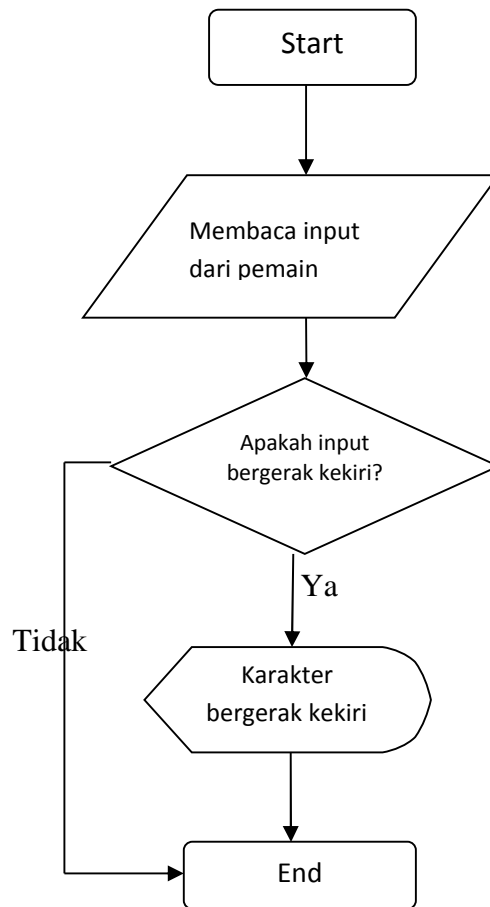 Start
Membaca input
dari pemain
Apakah input
bergerak kekiri?
Ya
Tidak
Karakter
bergerak kekiri
End